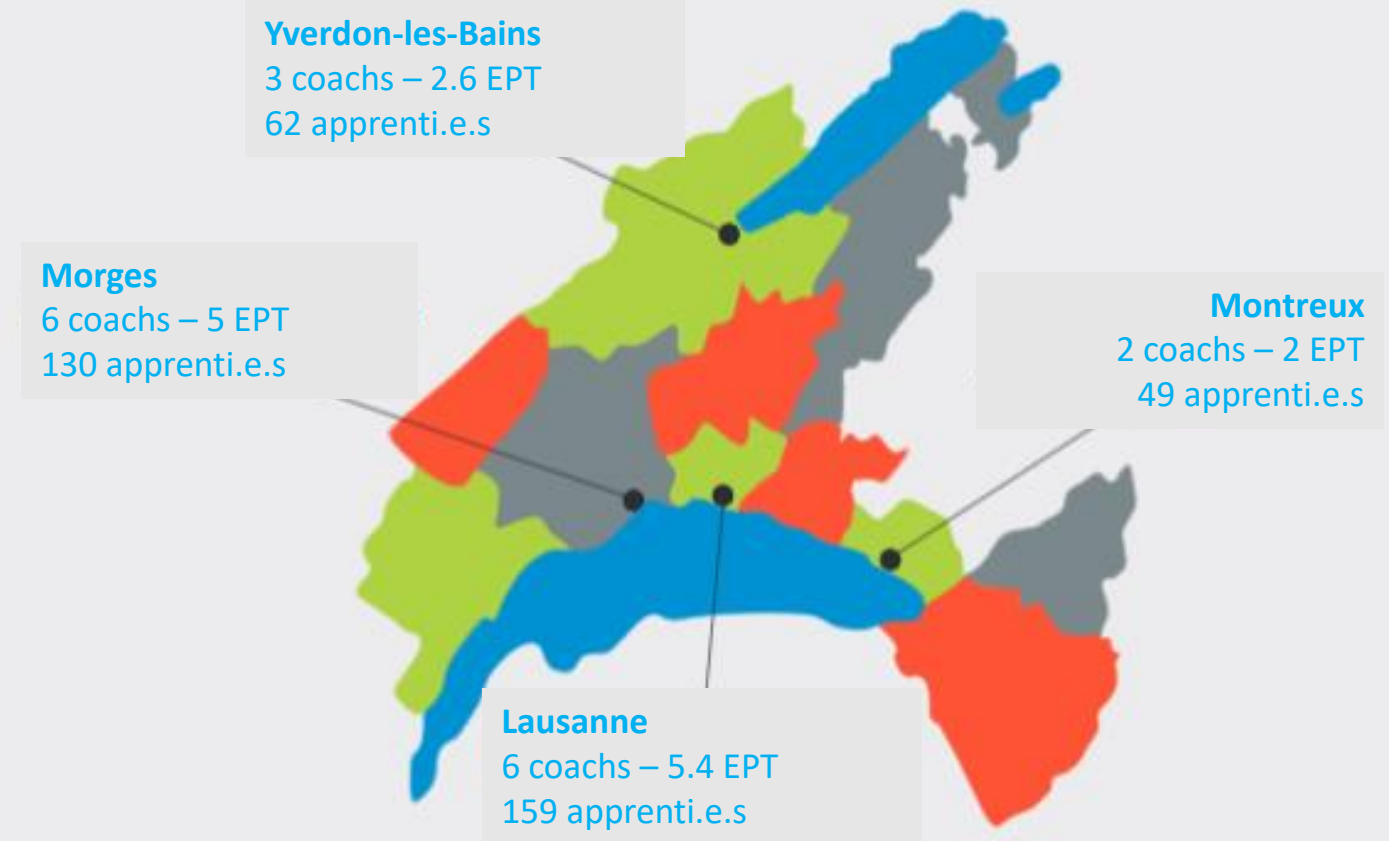 Yverdon-les-Bains
3 coachs – 2.6 EPT
62 apprenti.e.s
Morges
6 coachs – 5 EPT
130 apprenti.e.s
Montreux
2 coachs – 2 EPT
49 apprenti.e.s
Lausanne
6 coachs – 5.4 EPT
159 apprenti.e.s